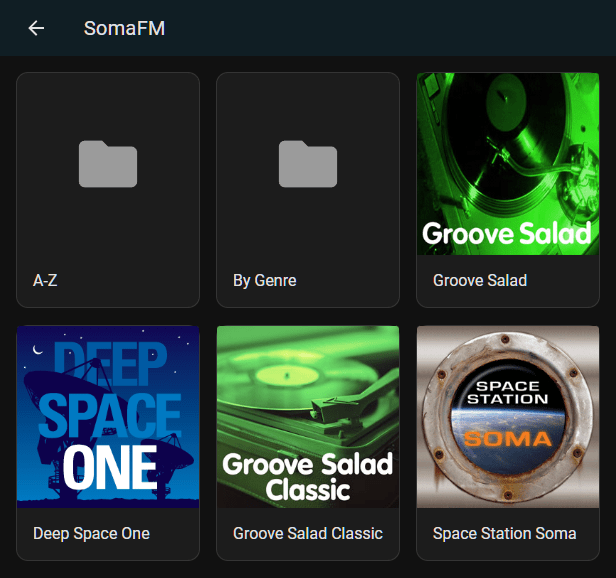 SomaFM
A-Z
By Genre
Groove Salad
Groove Salad
DEEP
SPACE
ONE
Deep Space One
Groove Salad
Classic
Groove Salad Classic
SPACE
STATION
SOMA
Space Station Soma